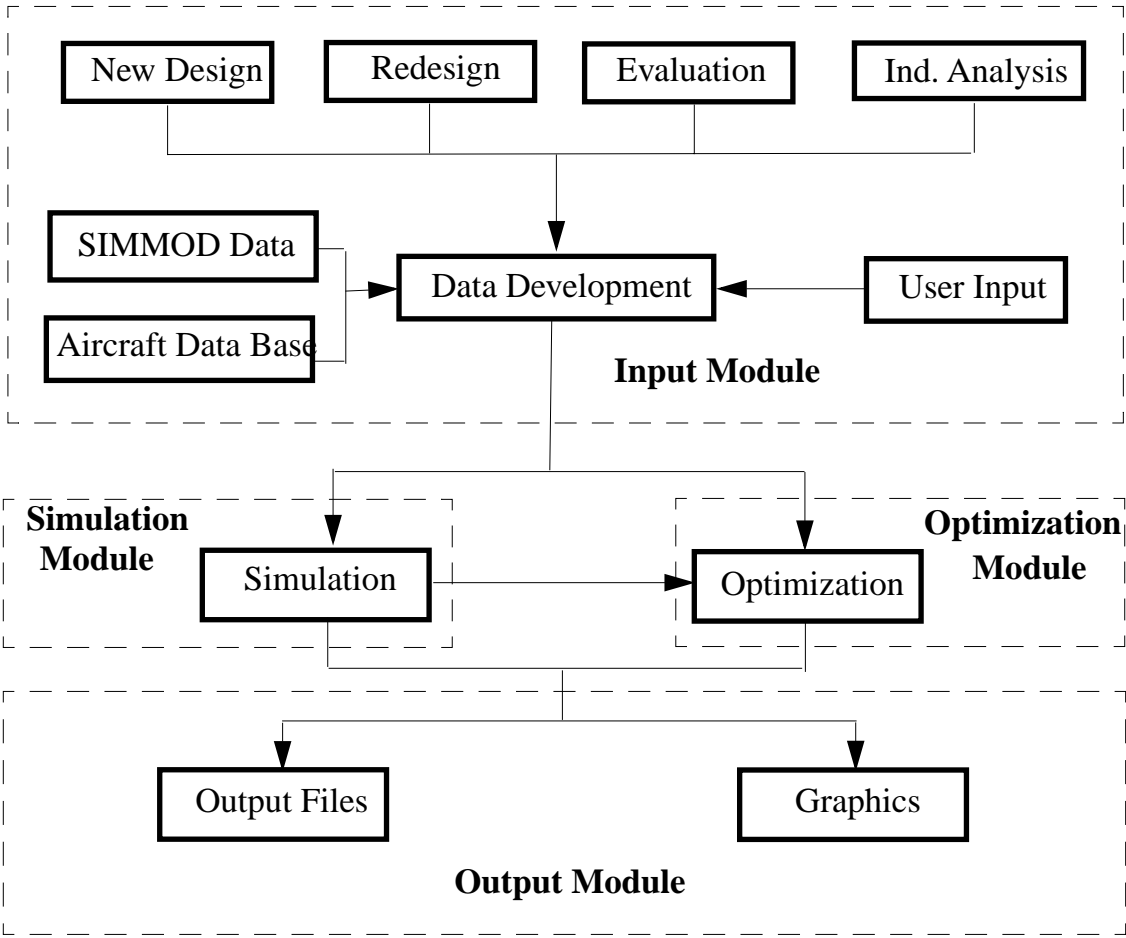 New Design
Redesign
Evaluation
Ind. Analysis
SIMMOD Data
Data Development
User Input
Aircraft Data Base
Input Module
Simulation
Module
Optimization
Module
Simulation
Optimization
Output Files
Graphics
Output Module